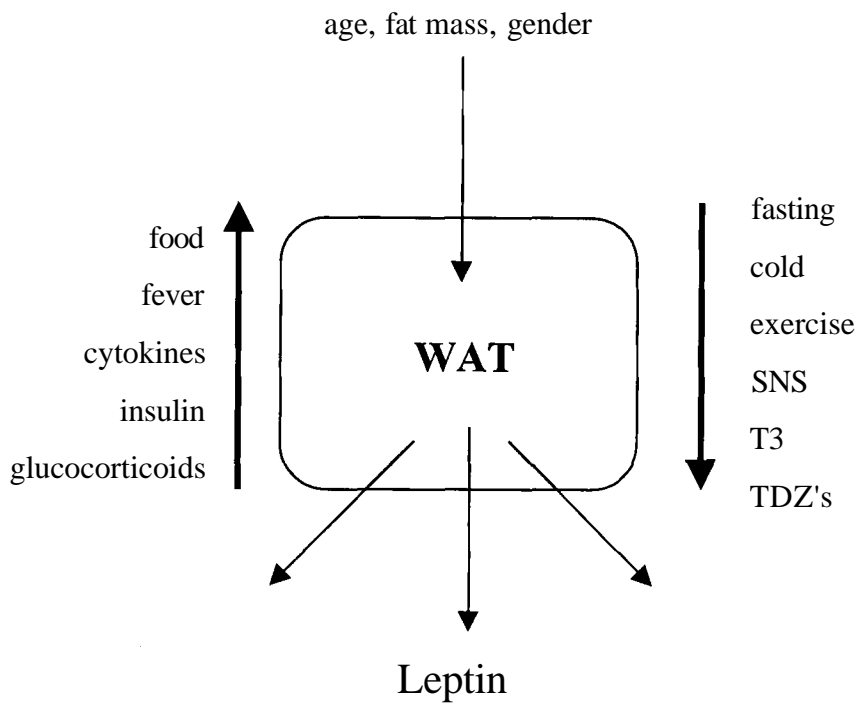 age, fat mass, gender
food
fever
cytokines
insulin
glucocorticoids
WAT
fasting
cold
exercise
SNS
T3
TDZ's
Leptin